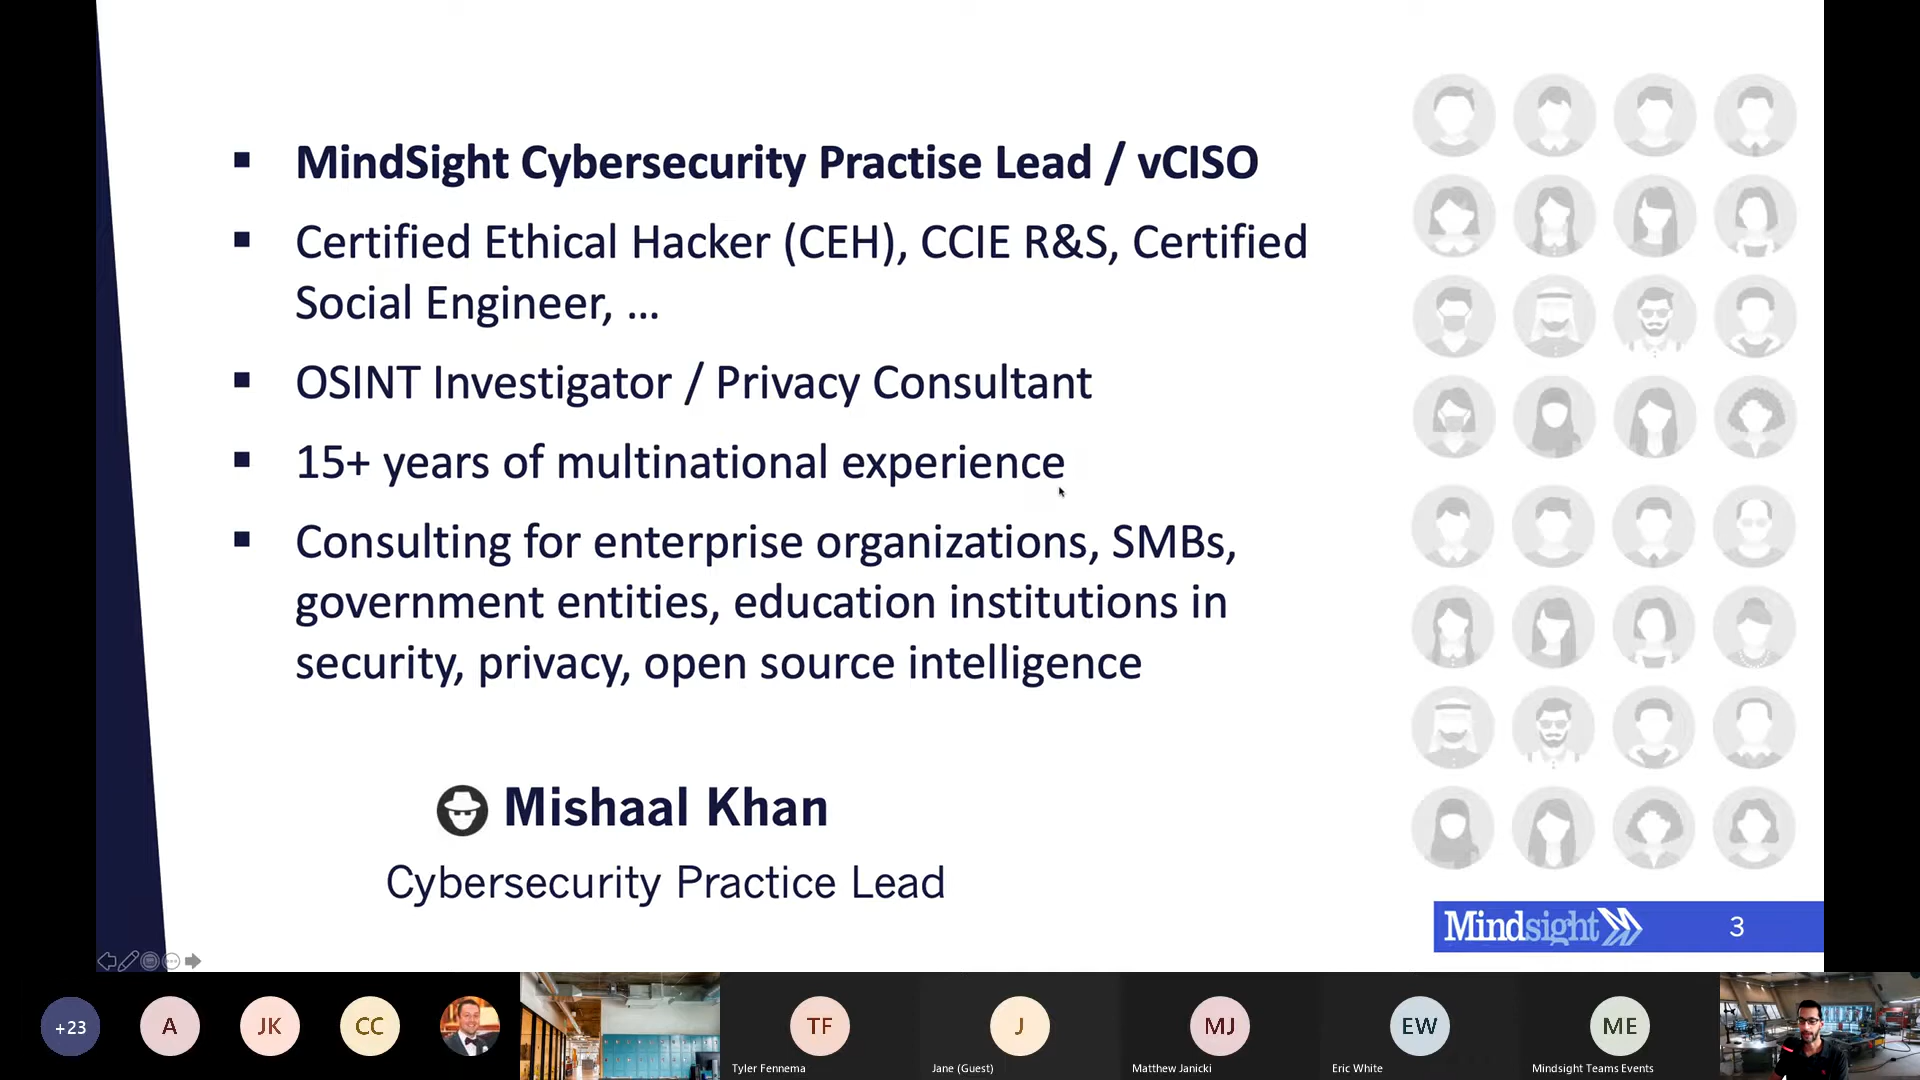 MindSight Cybersecurity Practise Lead / vCISO
Certified Ethical Hacker (CEH), CCIE R&S, Certified
Social Engineer, ...
OSINT Investigator / Privacy Consultant
15+ years of multinational experience
Consulting for enterprise organizations, SMBs,
government entities, education institutions in
security, privacy, open source intelligence
Mishaal Khan
Cybersecurity Practice Lead
Mindsight
3
+23
A
JK
CC
TF
Tyler Fennema
J
Jane (Guest)
MJ
Matthew Janicki
EW
Eric White
ME
Mindsight Teams Events